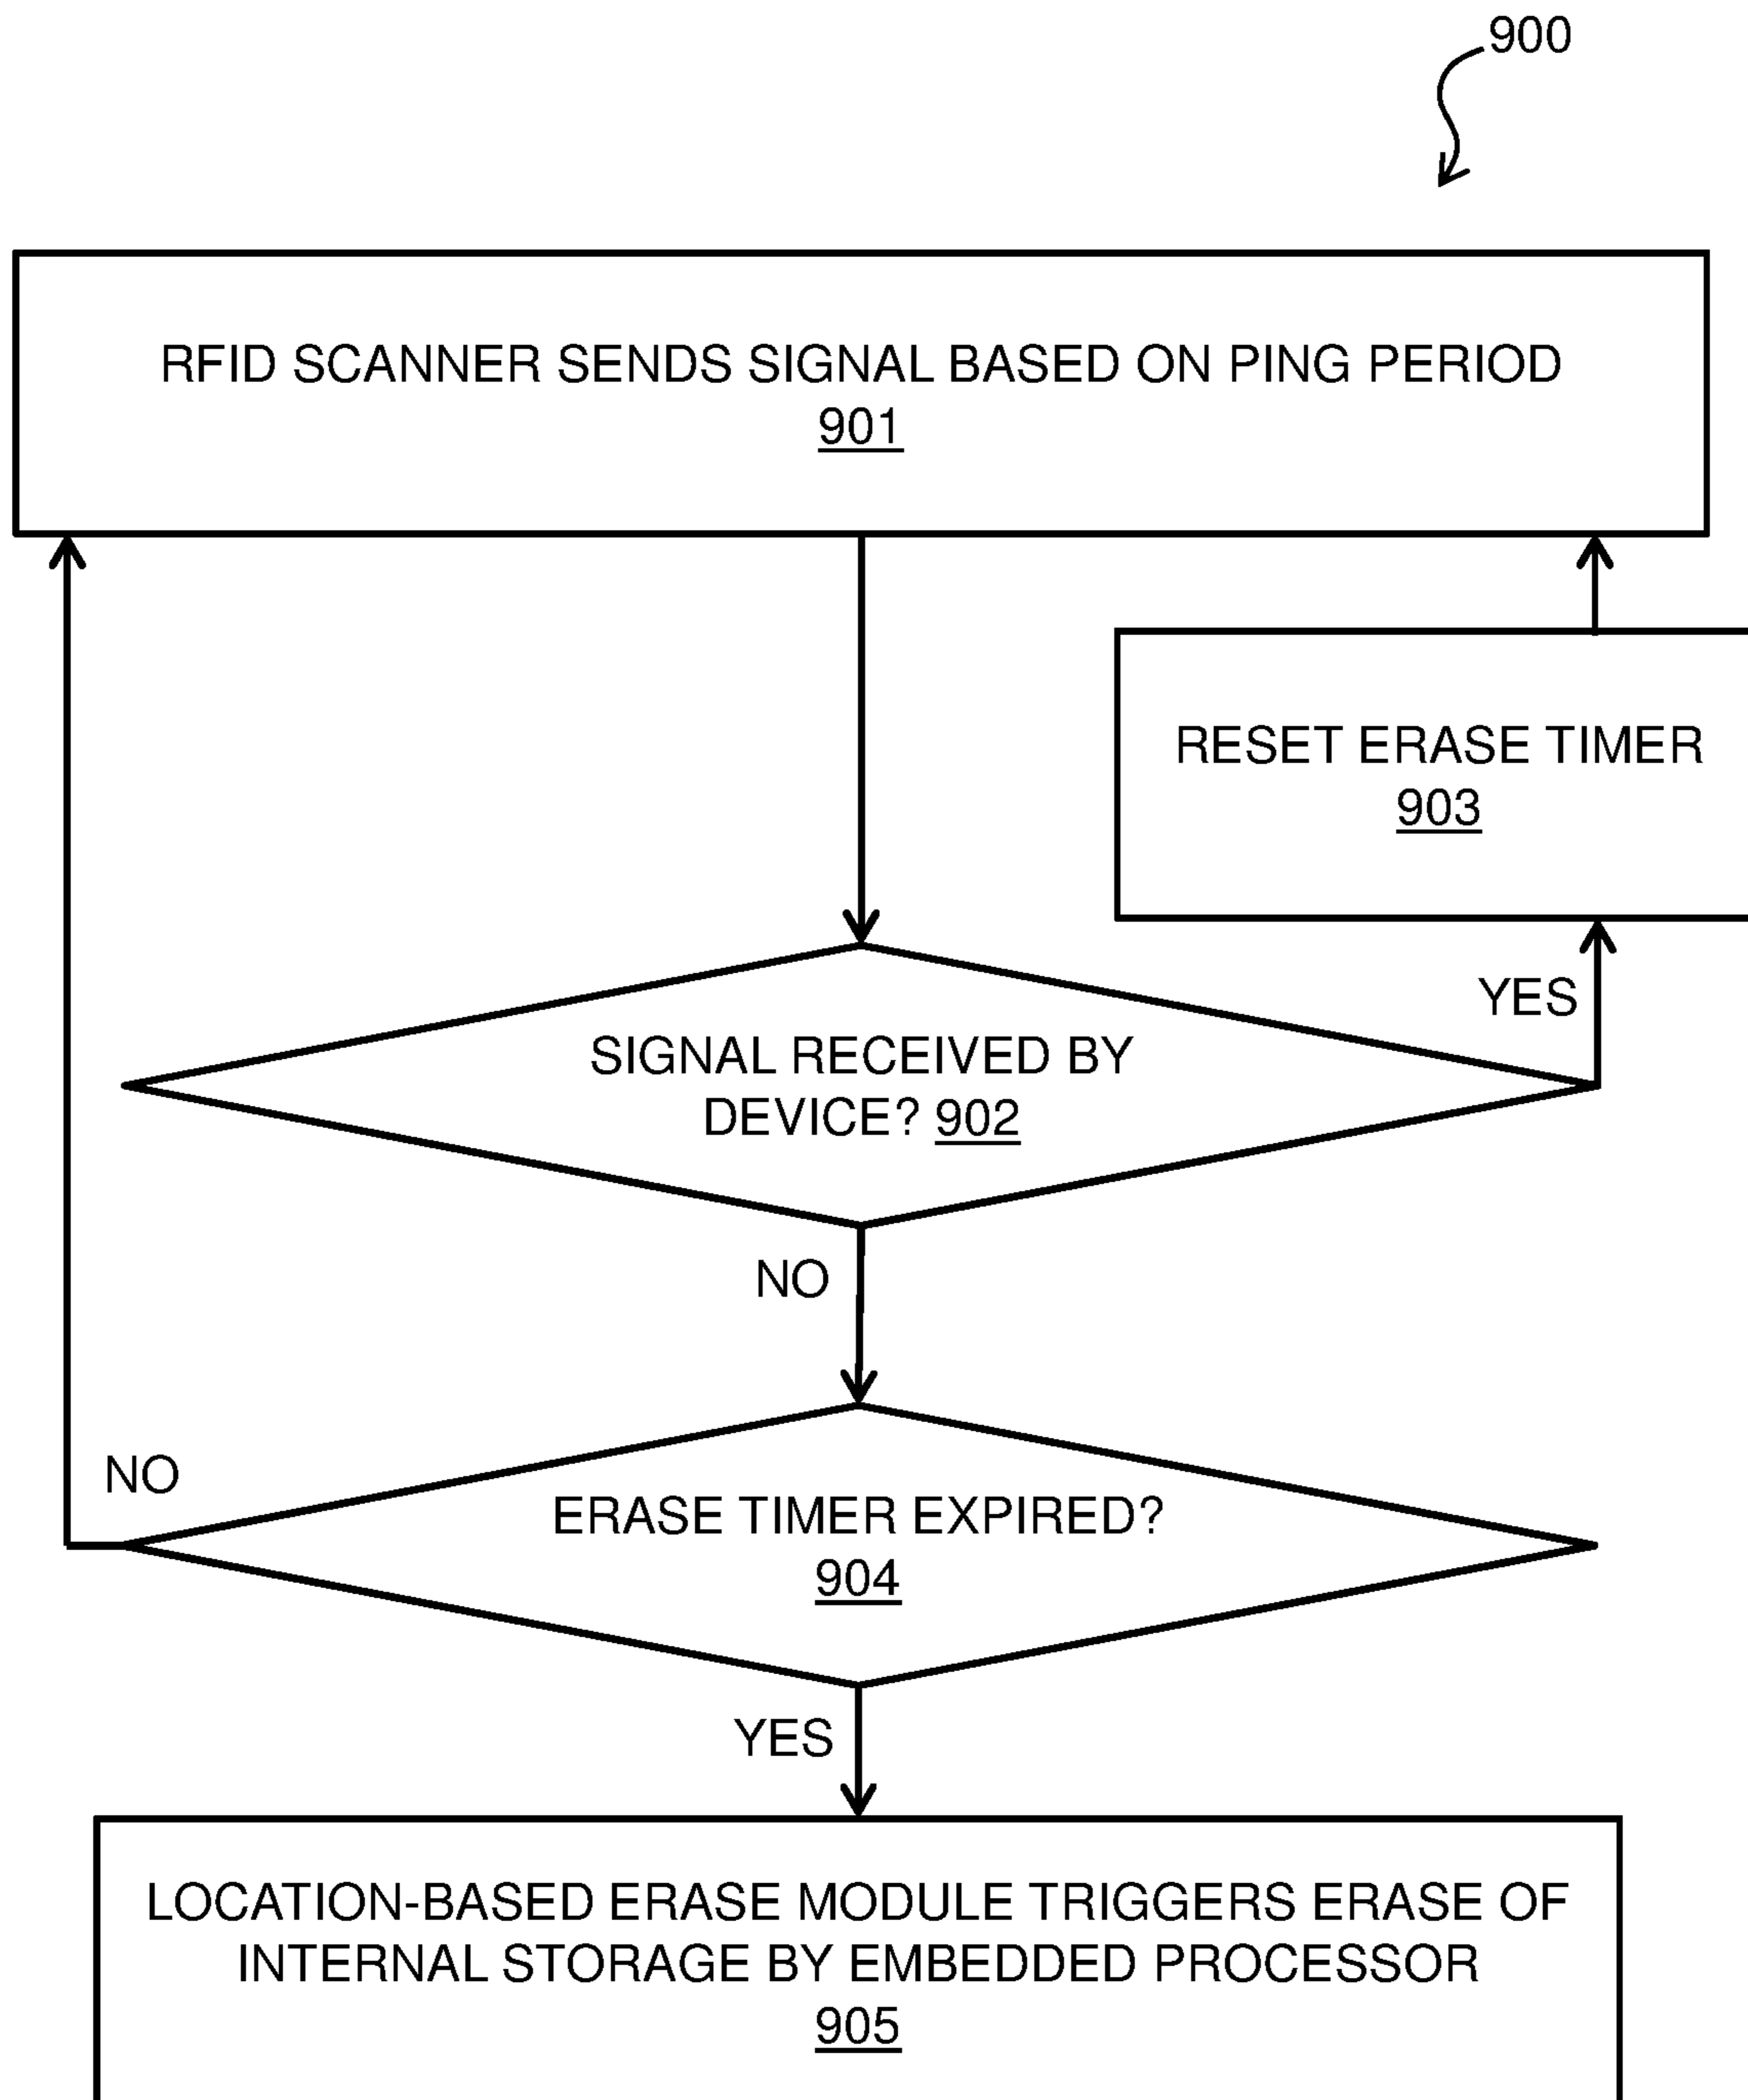 900
RFID SCANNER SENDS SIGNAL BASED ON PING PERIOD
901
RESET ERASE TIMER
903
YES
SIGNAL RECEIVED BY
DEVICE? 902
NO
NO
ERASE TIMER EXPIRED?
904
YES
LOCATION-BASED ERASE MODULE TRIGGERS ERASE OF
INTERNAL STORAGE BY EMBEDDED PROCESSOR
905